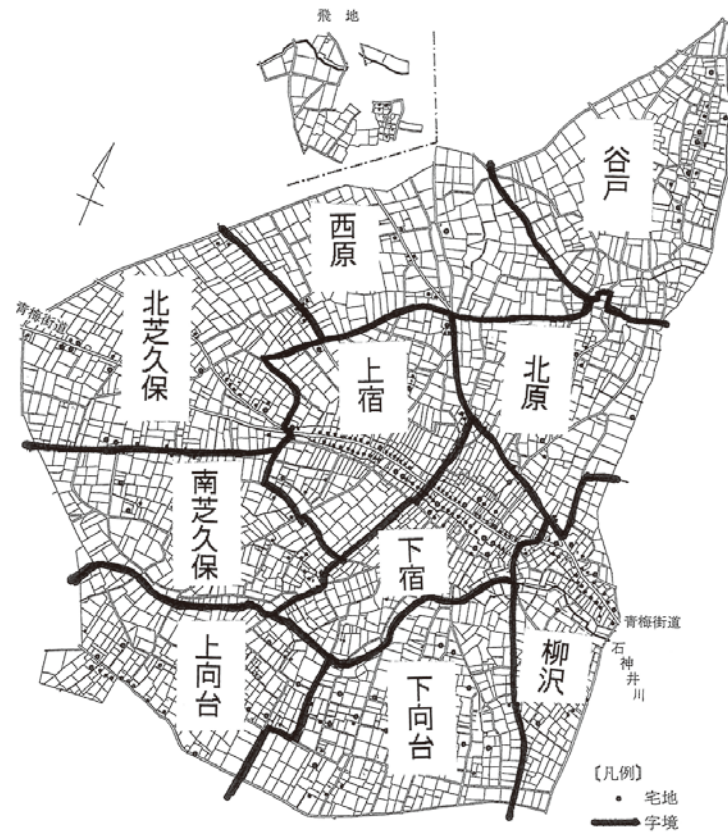 飛地
谷戸
西原
北芝久保
青梅街道
上宿
北原
南芝久保
下宿
上向台
下向台
柳沢
青梅街道
石神井川
〔凡例〕
宅地
字境